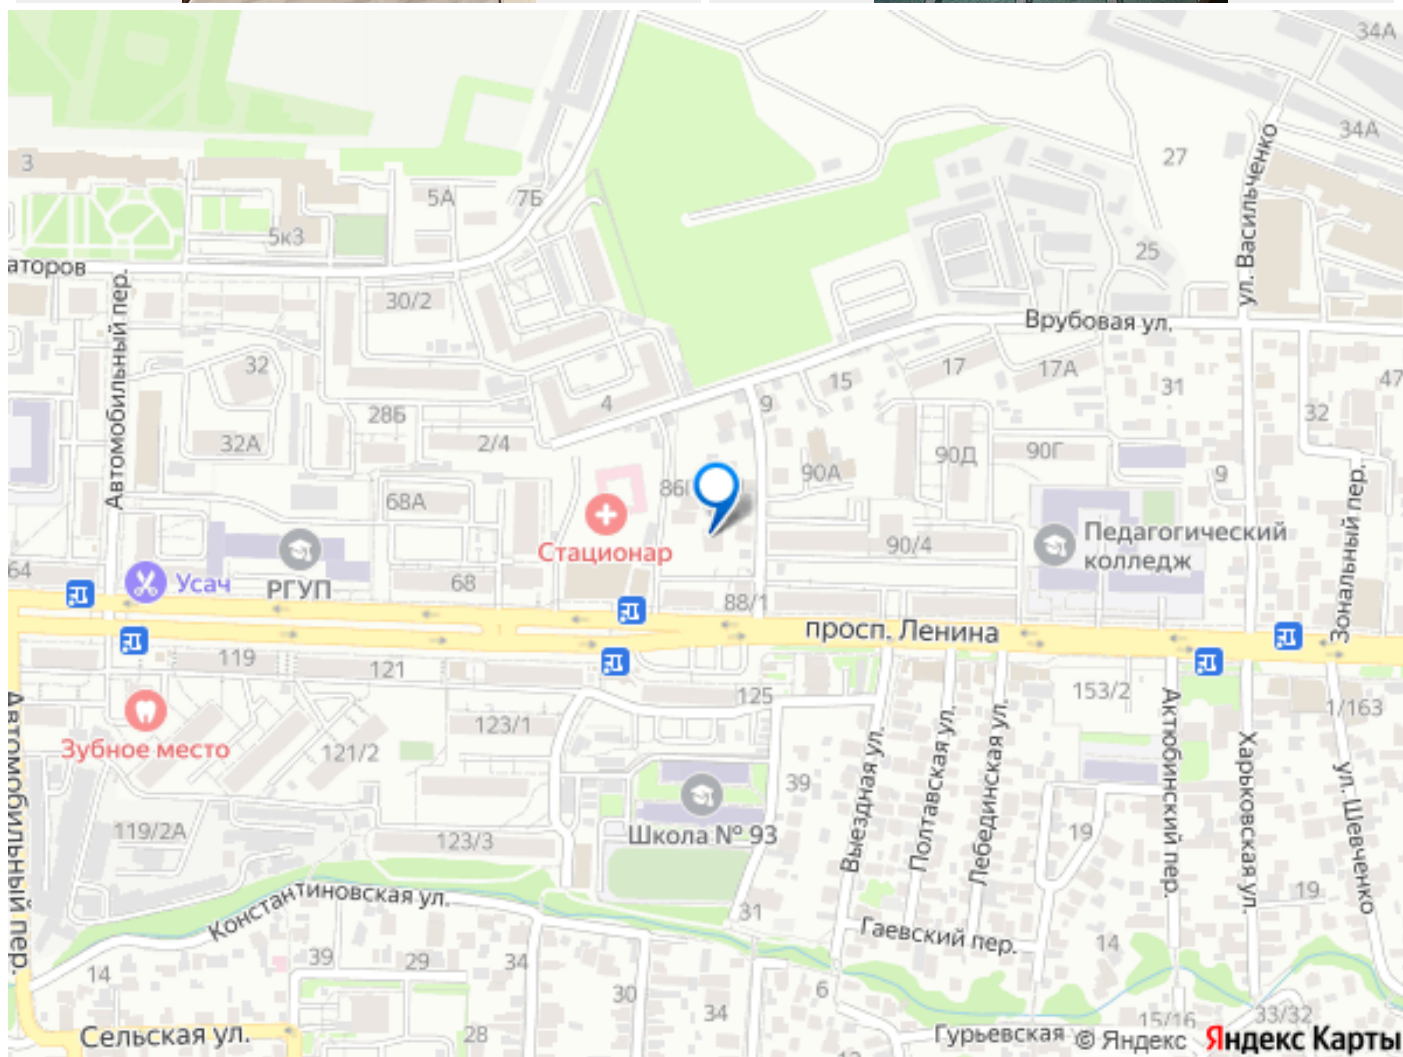 34А
34А
27
3
5А
7Б
5к3
25
ул. Васильченко
аторов
30/2
Врубовая ул.
Автомобильный пер.
32
15
17
17А
31
47
28Б
4
9
32
32А
2/4
90А
90Д
90Г
9
68А
86
Стационар
90/4
Педагогический
колледж
Зональный пер.
64
Усач
РГУП
68
88/1
просп. Ленина
119
121
125
153/2
1/163
Зубное место
123/1
121/2
Автомобильный пер.
39
Выездная ул.
Полтавская ул.
Лебединская ул.
Актюбинский пер.
Харьковская ул.
ул. Шевченко
119/2А
123/3
Школа № 93
19
19
Константиновская ул.
31
Гаевский пер.
14
14
39
29
34
30
34
6
Сельская ул.
28
Гурьевская
15/16
33/32
© Яндекс Яндекс Карты